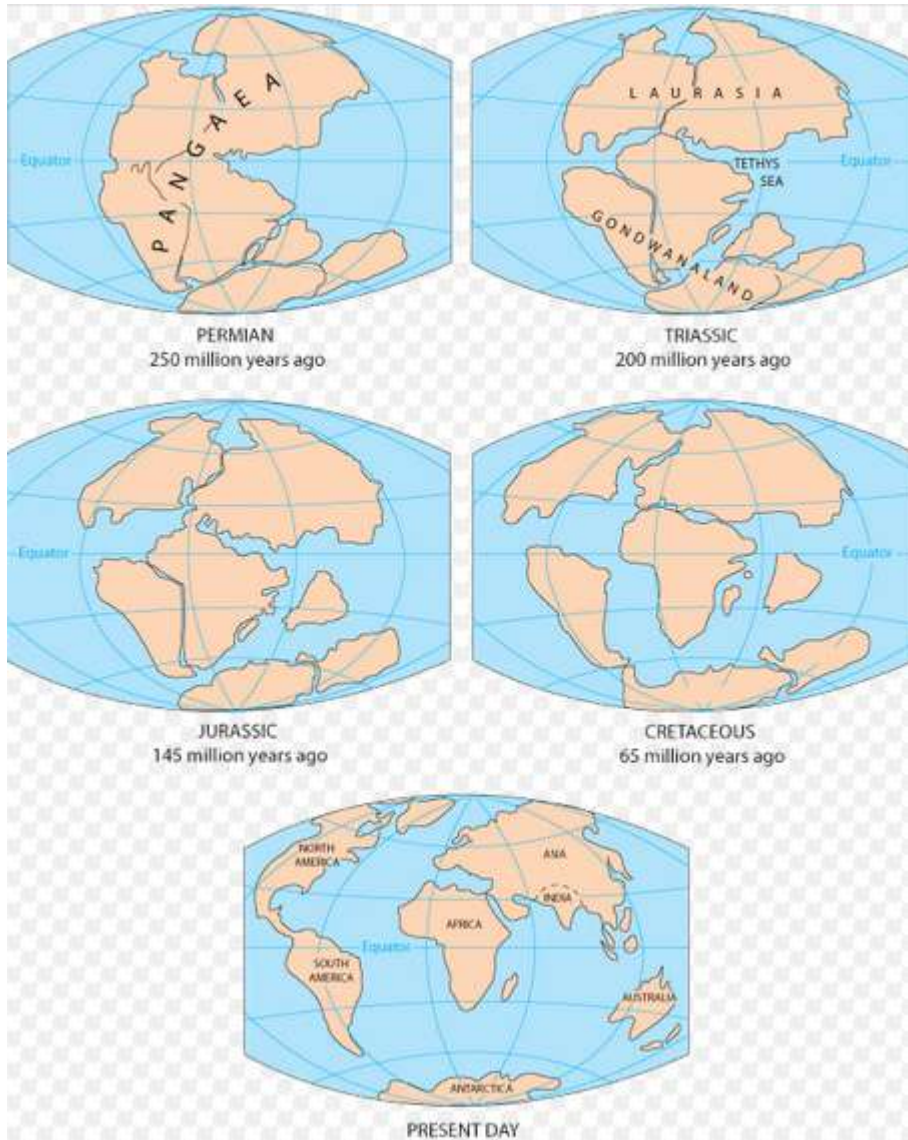 PANGAEA
Equator
PERMIAN
250 million years ago
LAURASIA
TETHYS
SEA
Equator
GONDWANALAND
TRIASSIC
200 million years ago
Equator
JURASSIC
145 million years ago
Equator
CRETACEOUS
65 million years ago
NORTH
AMERICA
AJIA
INDIA
AFRICA
Equator
SOUTH
AMERICA
AUSTRALIA
ANTARCTICA
PRESENT DAY